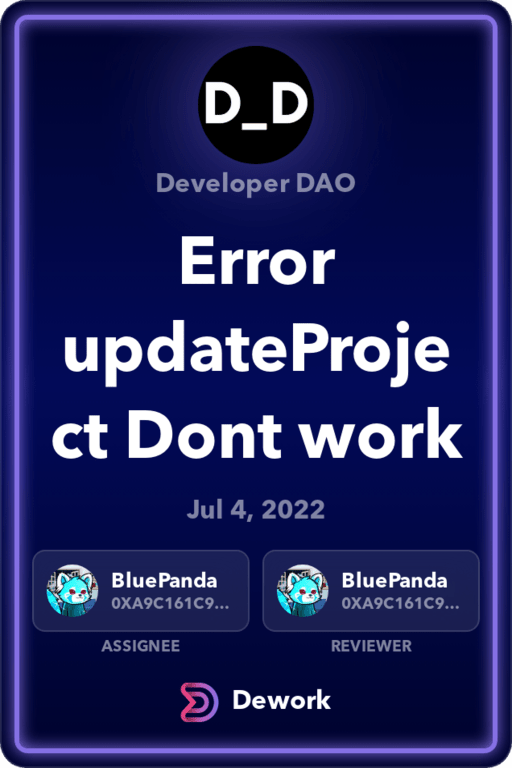 D_D
Developer DAO
Error
updateProje
ct Dont work
Jul 4, 2022
BluePanda
0XA9C161C9...
ASSIGNEE
BluePanda
0XA9C161C9...
REVIEWER
Dework